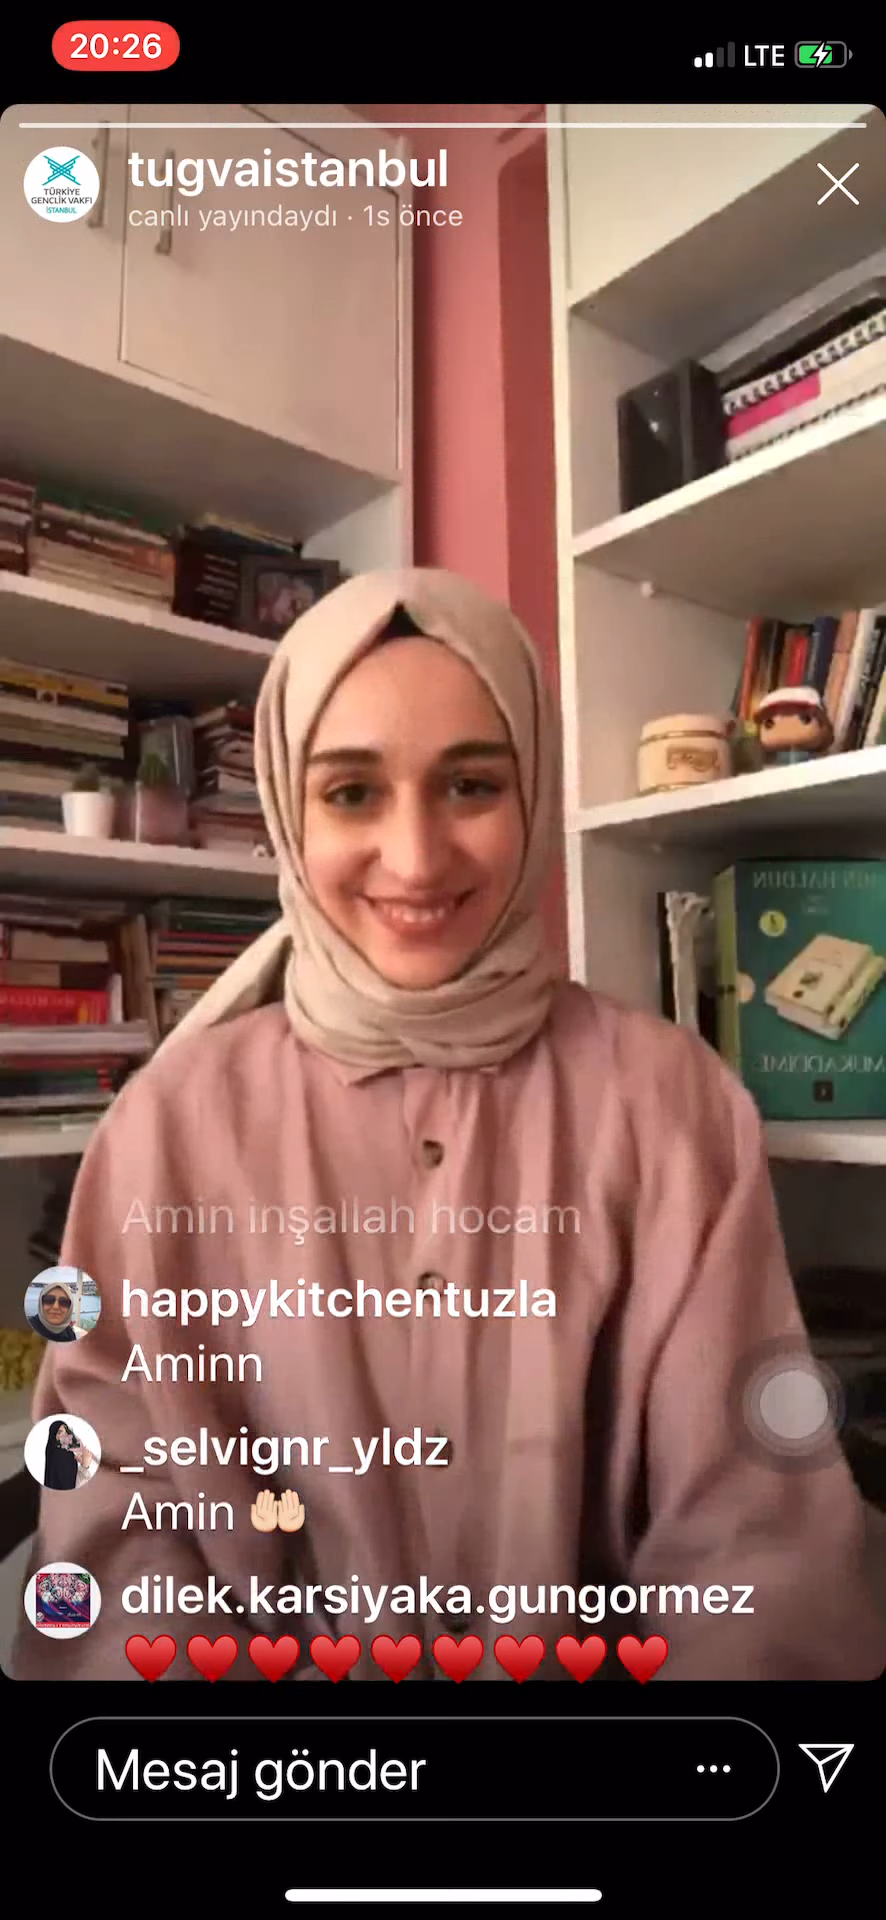 20:26
LTE
tugvaistanbul
canlı yayındaydı · 1s önce
TÜRKİYE
GENÇLİK VAKFI
İSTANBUL
HALDUN
MUKADDİME
Amin inşallah hocam
happykitchentuzla
Aminn
_selvignr_yldz
Amin 🤲🏻
dilek.karsiyaka.gungormez
♥️♥️♥️♥️♥️♥️♥️♥️♥️
Mesaj gönder